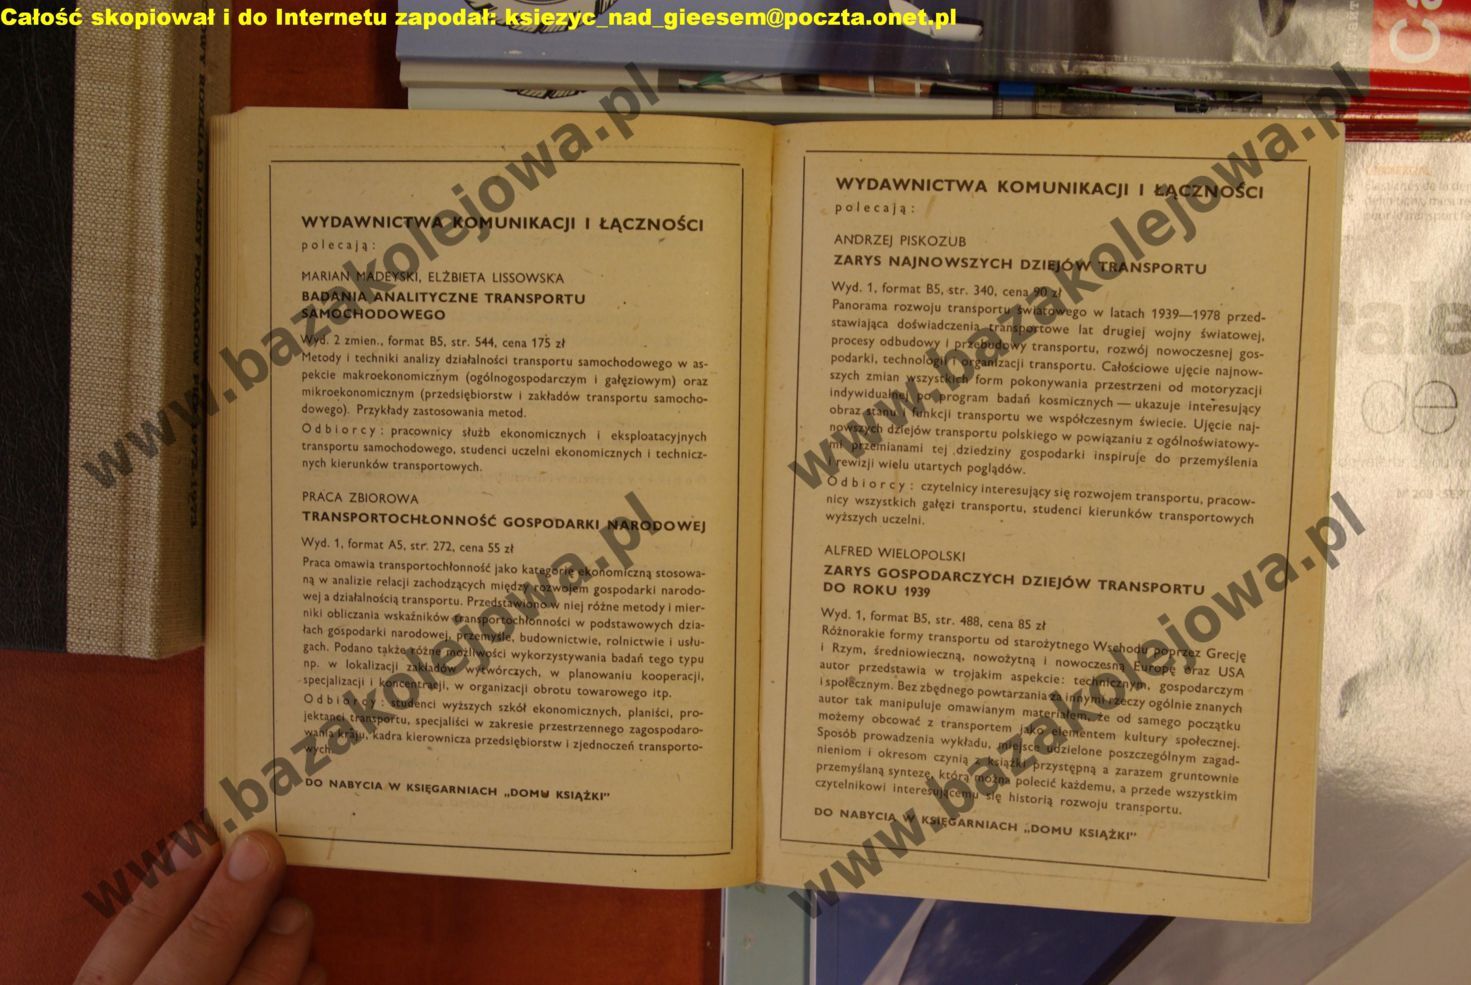 Całość skopiował i do Internetu zapodał: ksiezyc_nad_gieesem@poczta.onet.pl
WYDAWNICTWA KOMUNIKACJI I ŁĄCZNOŚCI
polecają:
MARIAN MADEYSKI, ELŻBIETA LISSOWSKA
BADANIA ANALITYCZNE TRANSPORTU
SAMOCHODOWEGO
Wyd. 2 zmien., format B5, str. 544, cena 175 zł
Metody i techniki analizy działalności transportu samochodowego w as-
pekcie makroekonomicznym (ogólnogospodarczym i gałęziowym) oraz
mikroekonomicznym (przedsiębiorstw i zakładów transportu samocho-
dowego). Przykłady zastosowania metod.
Odbiorcy: pracownicy służb ekonomicznych i eksploatacyjnych
transportu samochodowego, studenci uczelni ekonomicznych i technicz-
nych kierunków transportowych.
PRACA ZBIOROWA
TRANSPORTOCHŁONNOŚĆ GOSPODARKI NARODOWEJ
Wyd. 1, format A5, str. 272, cena 55 zł
Praca omawia transportochłonność jako kategorię ekonomiczną stosowa-
ną w analizie relacji zachodzących między rozwojem gospodarki narodo-
wej a działalnością transportu. Przedstawiono w niej różne metody i mier-
niki obliczania wskaźników transportochłonności w podstawowych dzia-
łach gospodarki narodowej, przemyśle, budownictwie, rolnictwie i usłu-
gach. Podano także różne możliwości wykorzystywania badań tego typu
np. w lokalizacji zakładów wytwórczych, w planowaniu kooperacji,
specjalizacji i koncentracji, w organizacji obrotu towarowego itp.
Odbiorcy: studenci wyższych szkół ekonomicznych, planiści, pro-
jektanci transportu, specjaliści w zakresie przestrzennego zagospodaro-
wania kraju, kadra kierownicza przedsiębiorstw i zjednoczeń transporto-
wych.
DO NABYCIA W KSIĘGARNIACH „DOMU KSIĄŻKI”
WYDAWNICTWA KOMUNIKACJI I ŁĄCZNOŚCI
polecają:
ANDRZEJ PISKOZUB
ZARYS NAJNOWSZYCH DZIEJÓW TRANSPORTU
Wyd. 1, format B5, str. 340, cena 90 zł
Panorama rozwoju transportu światowego w latach 1939—1978 przed-
stawiająca doświadczenia transportowe lat drugiej wojny światowej,
procesy odbudowy i przebudowy transportu, rozwój nowoczesnej gos-
podarki, technologii i organizacji transportu. Całościowe ujęcie najnow-
szych zmian wszystkich form pokonywania przestrzeni od motoryzacji
indywidualnej po program badań kosmicznych — ukazuje interesujący
obraz stanu i funkcji transportu we współczesnym świecie. Ujęcie naj-
nowszych dziejów transportu polskiego w powiązaniu z ogólnoświatowy-
mi przemianami tej dziedziny gospodarki inspiruje do przemyślenia
i rewizji wielu utartych poglądów.
Odbiorcy: czytelnicy interesujący się rozwojem transportu, pracow-
nicy wszystkich gałęzi transportu, studenci kierunków transportowych
wyższych uczelni.
ALFRED WIELOPOLSKI
ZARYS GOSPODARCZYCH DZIEJÓW TRANSPORTU
DO ROKU 1939
Wyd. 1, format B5, str. 488, cena 85 zł
Różnorakie formy transportu od starożytnego Wschodu poprzez Grecję
i Rzym, średniowieczną, nowożytną i nowoczesną Europę oraz USA
autor przedstawia w trojakim aspekcie: technicznym, gospodarczym
i społecznym. Bez zbędnego powtarzania za innymi rzeczy ogólnie znanych
autor tak manipuluje omawianym materiałem, że od samego początku
możemy obcować z transportem jako elementem kultury społecznej.
Sposób prowadzenia wykładu, miejsce udzielone poszczególnym zagad-
nieniom i okresom czynią z książki przystępną a zarazem gruntownie
przemyślaną syntezę, którą można polecić każdemu, a przede wszystkim
czytelnikowi interesującemu się historią rozwoju transportu.
DO NABYCIA W KSIĘGARNIACH „DOMU KSIĄŻKI”
www.bazakolejowa.pl
www.bazakolejowa.pl
www.bazakolejowa.pl
www.bazakolejowa.pl